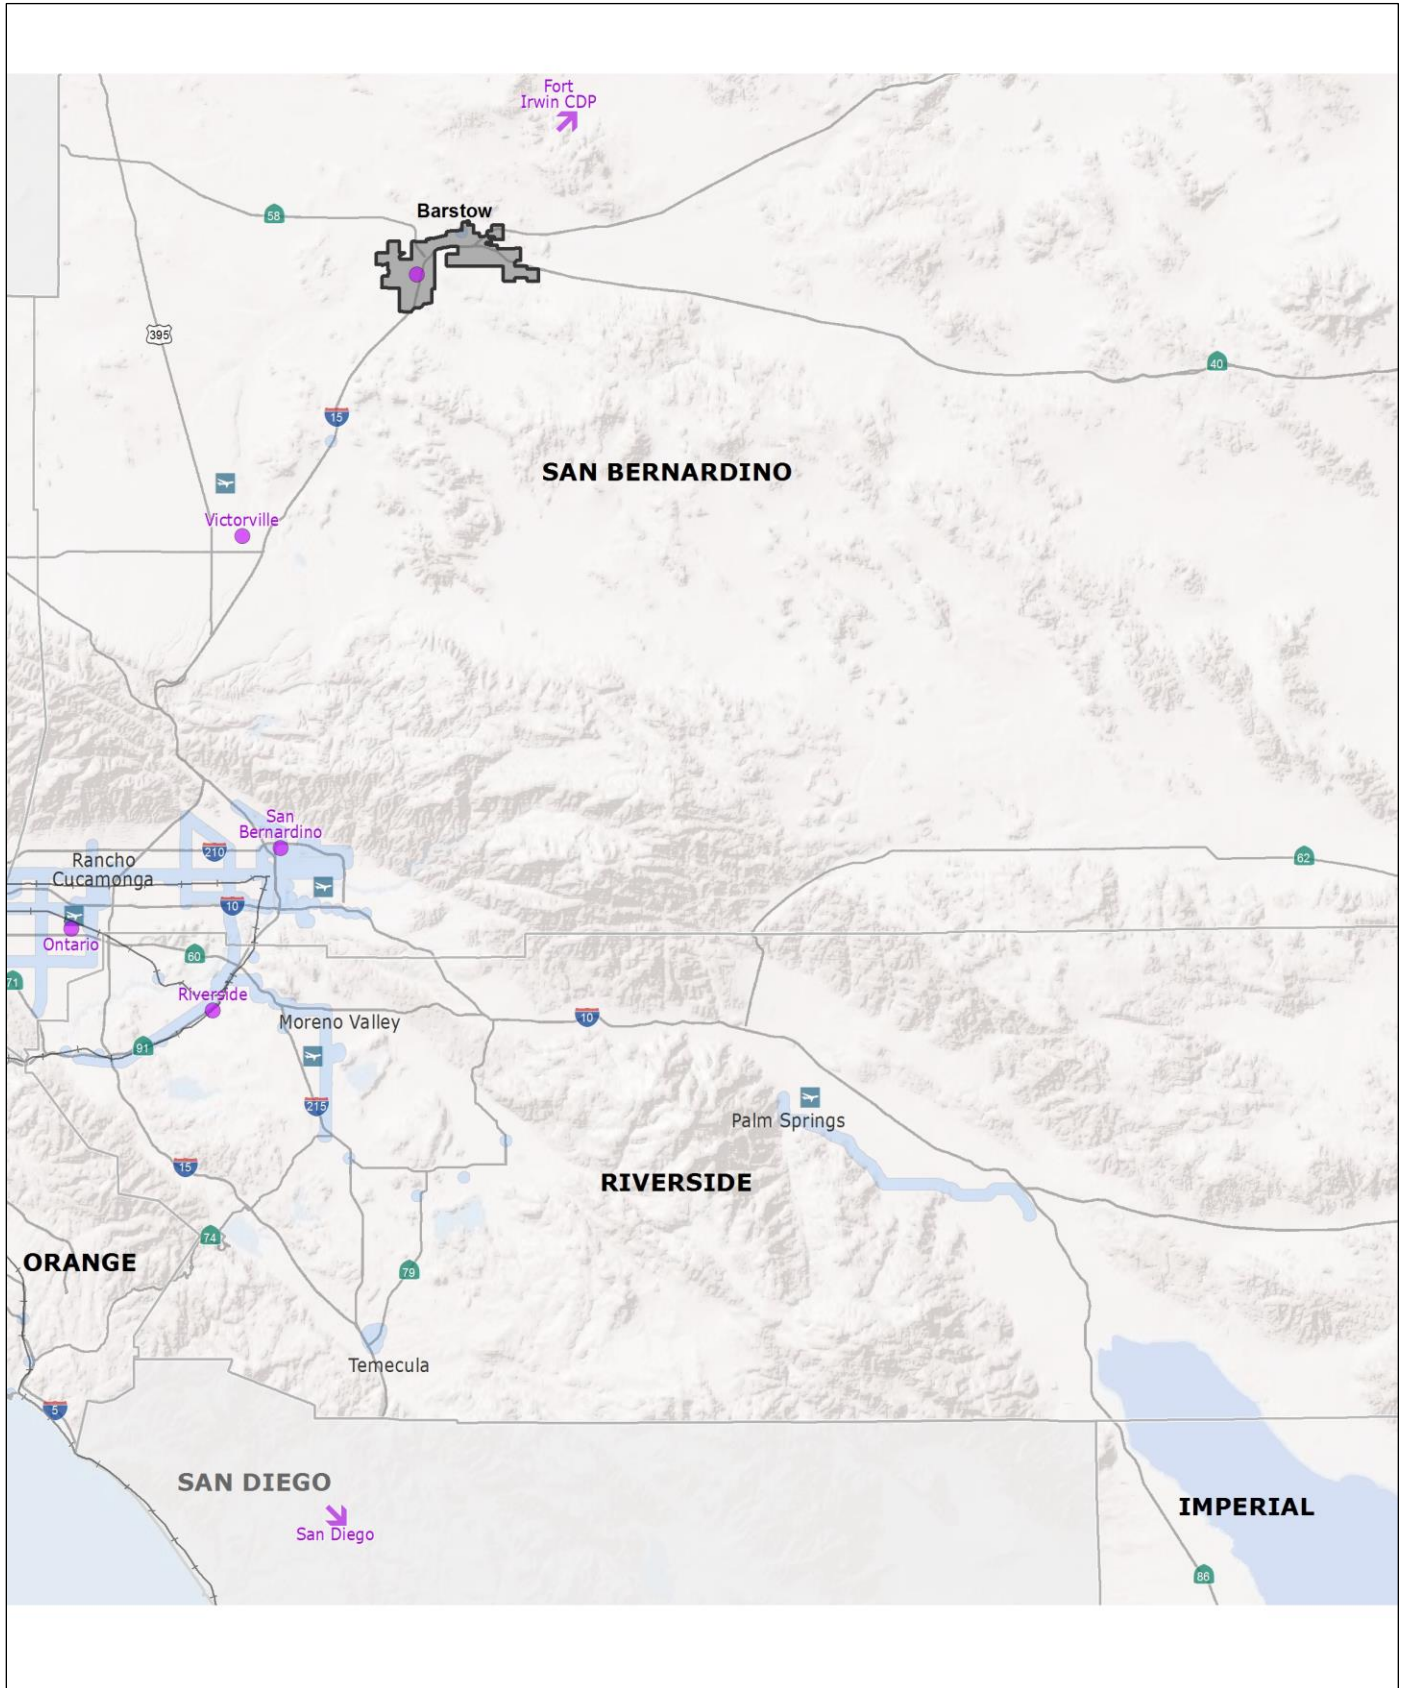 Fort
Irwin CDP
Barstow
58
395
40
15
SAN BERNARDINO
Victorville
San
Bernardino
210
62
Rancho
Cucamonga
10
Ontario
60
71
Riverside
10
Moreno Valley
91
215
Palm Springs
15
RIVERSIDE
74
ORANGE
79
Temecula
5
SAN DIEGO
IMPERIAL
San Diego
86